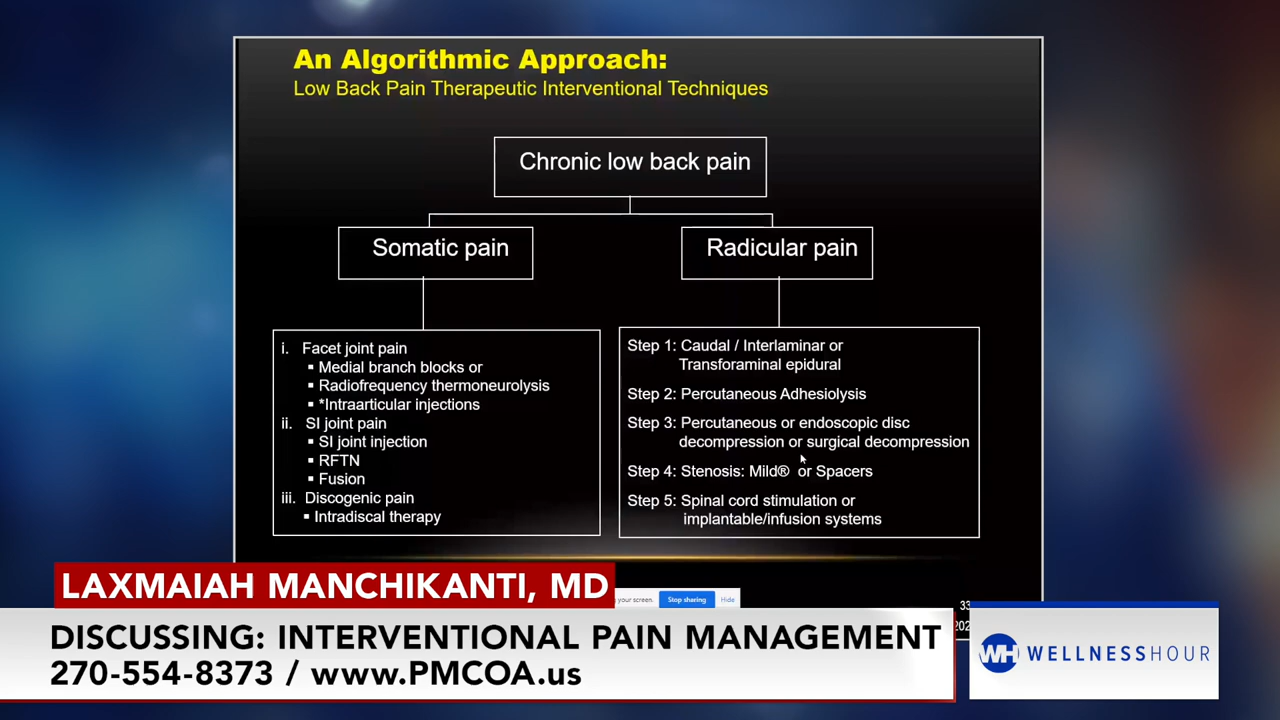 An Algorithmic Approach:
Low Back Pain Therapeutic Interventional Techniques
Chronic low back pain
Somatic pain
Radicular pain
i. Facet joint pain
▪ Medial branch blocks or
▪ Radiofrequency thermoneurolysis
▪ *Intraarticular injections
ii. SI joint pain
▪ SI joint injection
▪ RFTN
▪ Fusion
iii. Discogenic pain
▪ Intradiscal therapy
Step 1: Caudal / Interlaminar or
Transforaminal epidural
Step 2: Percutaneous Adhesiolysis
Step 3: Percutaneous or endoscopic disc
decompression or surgical decompression
Step 4: Stenosis: Mild® or Spacers
Step 5: Spinal cord stimulation or
implantable/infusion systems
your screen. Stop sharing Hide
33
202
LAXMAIAH MANCHIKANTI, MD
DISCUSSING: INTERVENTIONAL PAIN MANAGEMENT
270-554-8373 / www.PMCOA.us
WH WELLNESSHOUR